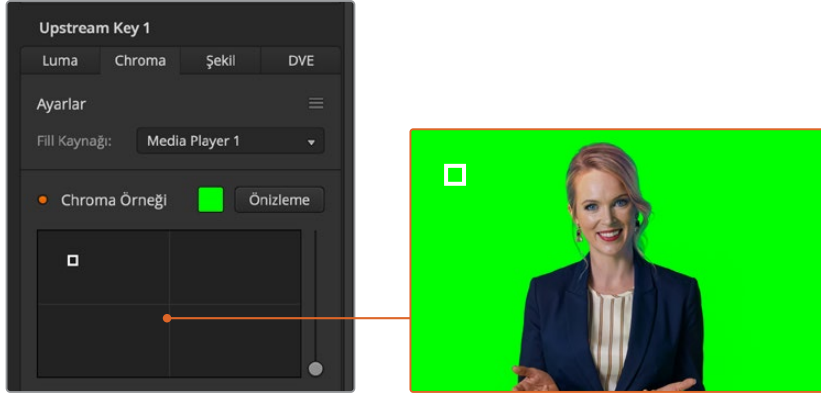 Upstream Key 1
Luma Chroma Şekil DVE
Ayarlar
Fill Kaynağı: Media Player 1
Chroma Örneği Önizleme